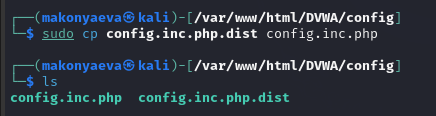 ┌──(makonyaeva㉿kali)-[/var/www/html/DVWA/config]
└─$ sudo cp config.inc.php.dist config.inc.php
┌──(makonyaeva㉿kali)-[/var/www/html/DVWA/config]
└─$ ls
config.inc.php  config.inc.php.dist